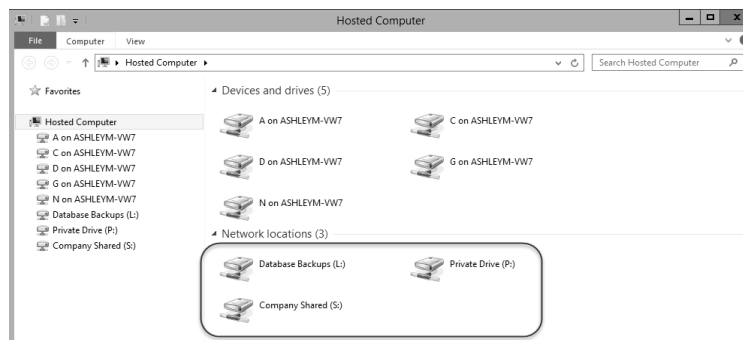 Hosted Computer
File Computer View
Hosted Computer Search Hosted Computer
Favorites
Hosted Computer
A on ASHLEYM-VW7
C on ASHLEYM-VW7
D on ASHLEYM-VW7
G on ASHLEYM-VW7
N on ASHLEYM-VW7
Database Backups (L:)
Private Drive (P:)
Company Shared (S:)
Devices and drives (5)
A on ASHLEYM-VW7 C on ASHLEYM-VW7
D on ASHLEYM-VW7 G on ASHLEYM-VW7
N on ASHLEYM-VW7
Network locations (3)
Database Backups (L:) Private Drive (P:)
Company Shared (S:)